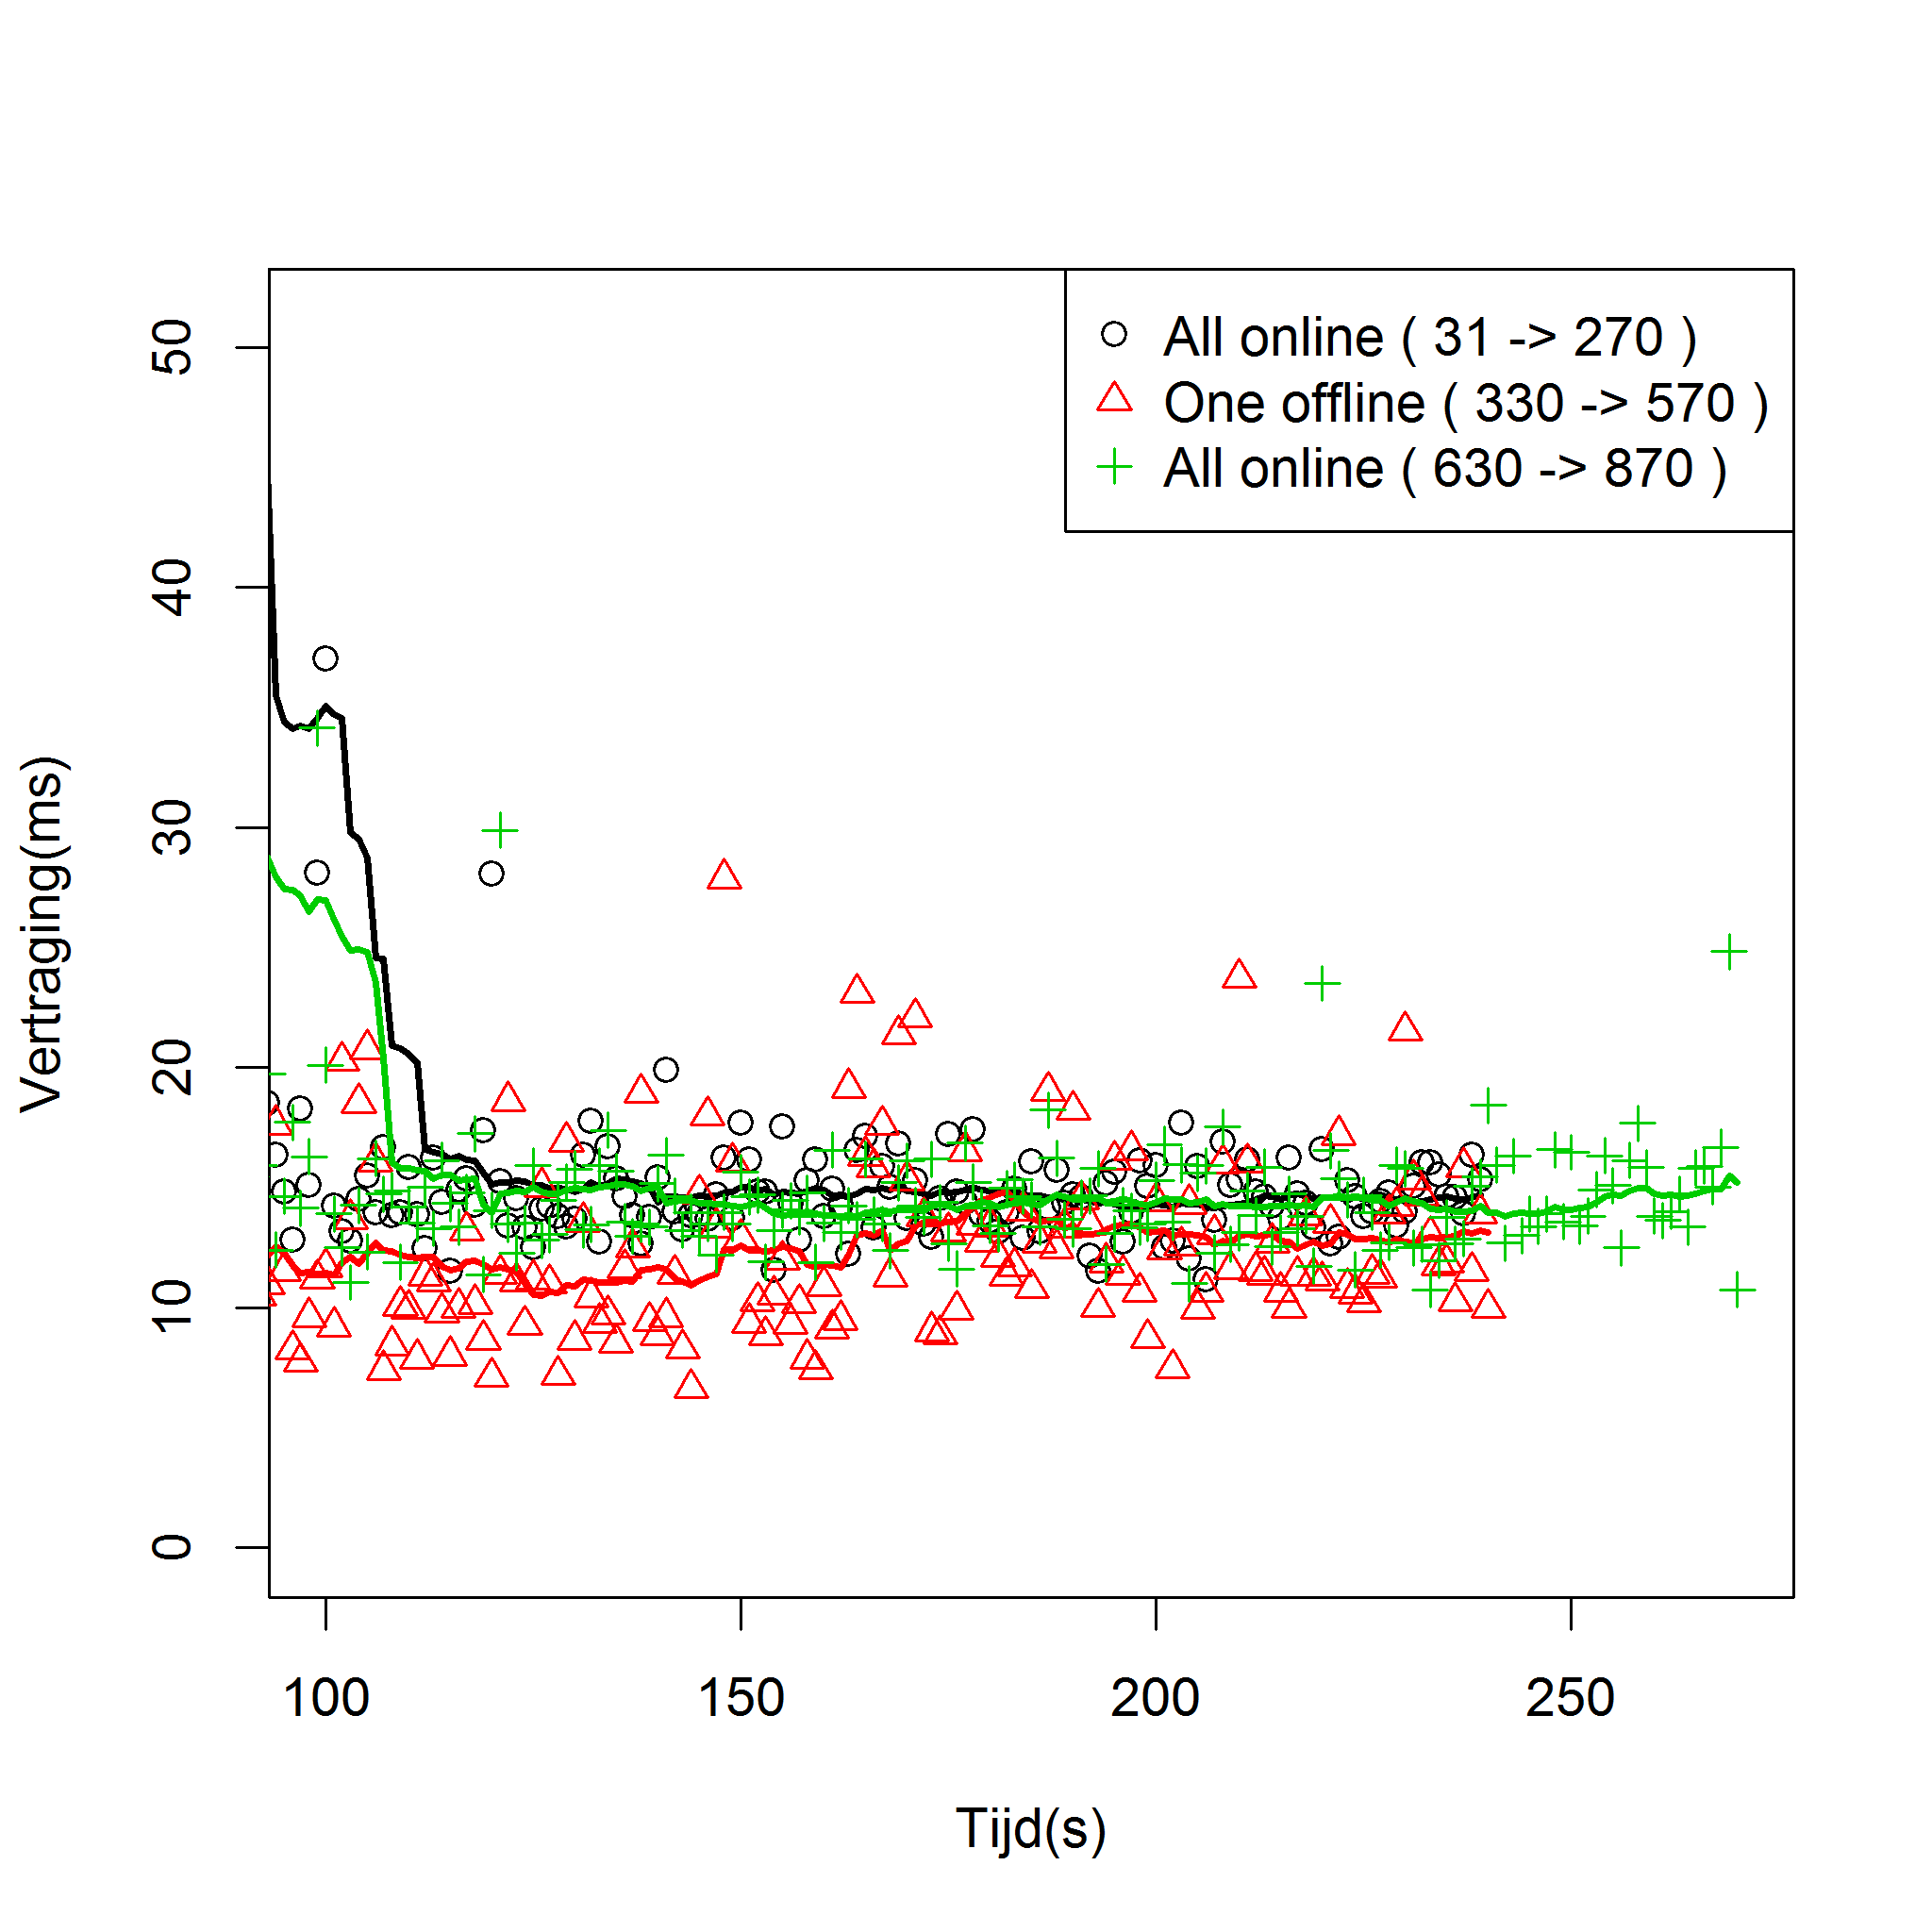 All online ( 31 -> 270 )
One offline ( 330 -> 570 )
All online ( 630 -> 870 )
50
40
30
20
10
0
Vertraging(ms)
100 150 200 250
Tijd(s)